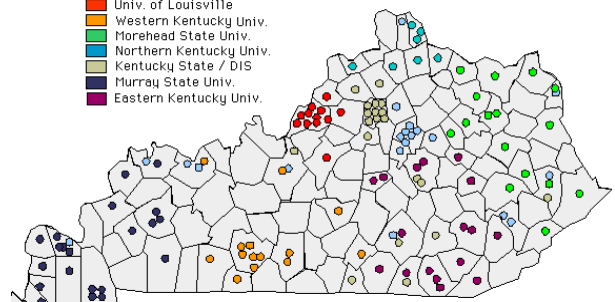 Univ. of Louisville
Western Kentucky Univ.
Morehead State Univ.
Northern Kentucky Univ.
Kentucky State / DIS
Murray State Univ.
Eastern Kentucky Univ.